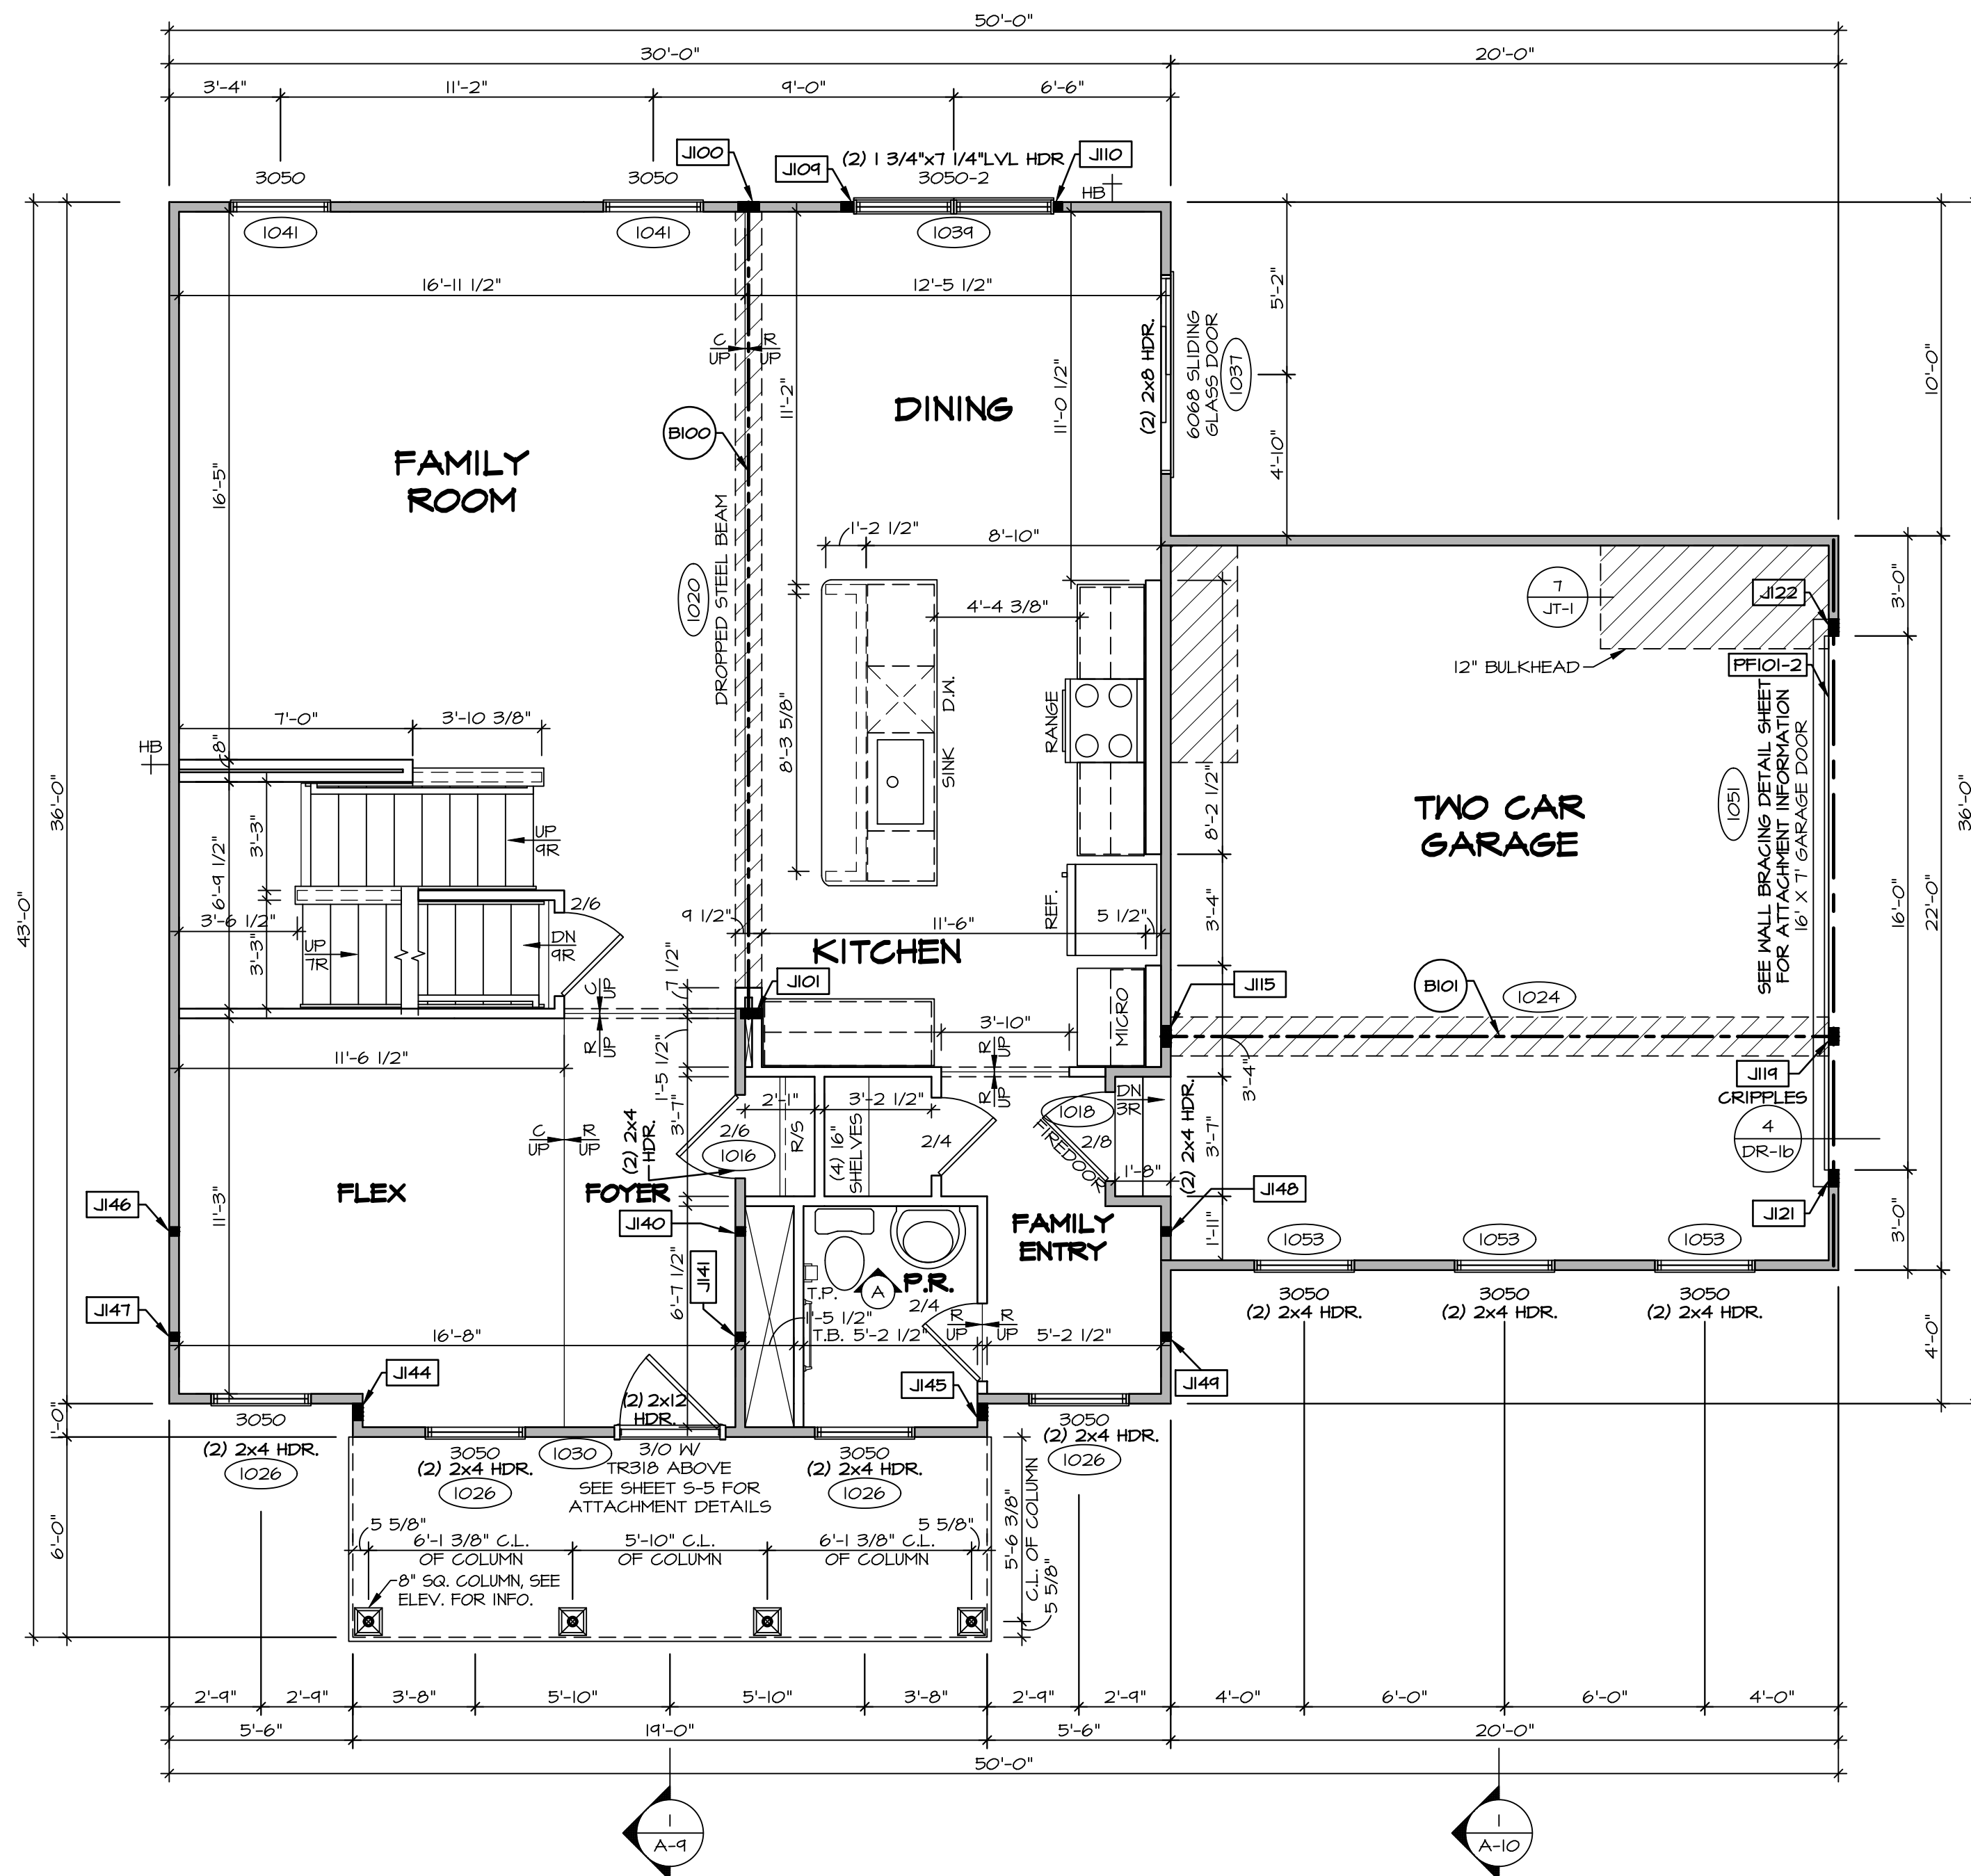 50'-0"
30'-0"
20'-0"
3'-4"
11'-2"
9'-0"
6'-6"
J100
J109
(2) 1 3/4"x7 1/4"LVL HDR
J110
3050
3050
3050-2
HB
1041
1041
1039
16'-11 1/2"
12'-5 1/2"
5'-2"
10'-0"
C
UP
R
UP
(2) 2x8 HDR.
6068 SLIDING
GLASS DOOR
1037
11'-2"
11'-0 1/2"
DINING
B100
FAMILY
ROOM
16'-5"
4'-10"
DROPPED STEEL BEAM
1020
1'-2 1/2"
8'-10"
7
JT-1
J122
3'-0"
4'-4 3/8"
12" BULKHEAD
PF101-2
D.W.
RANGE
7'-0"
3'-10 3/8"
8"
HB
8'-3 5/8"
SINK
SEE WALL BRACING DETAIL SHEET
FOR ATTACHMENT INFORMATION
16' X 7' GARAGE DOOR
1051
TWO CAR
GARAGE
8'-2 1/2"
36'-0"
36'-0"
3'-3"
UP
9R
6'-9 1/2"
43'-0"
16'-0"
22'-0"
3'-6 1/2"
2/6
9 1/2"
11'-6"
REF.
5 1/2"
3'-4"
UP
7R
DN
9R
3'-3"
KITCHEN
C
UP
R
UP
7 1/2"
J101
J115
B101
1024
MICRO
3'-10"
R
UP
R
UP
11'-6 1/2"
1'-5 1/2"
3'-4"
J119
CRIPPLES
2'-1"
3'-2 1/2"
1018
DN
3R
3'-7"
(2) 2x4
HDR.
2/6
1016
R/S
(4) 16"
SHELVES
2/4
2/8
FIREDOOR
(2) 2x4 HDR.
3'-7"
4
DR-1b
C
UP
R
UP
1'-8"
FLEX
FOYER
J146
11'-3"
J140
FAMILY
ENTRY
J148
1'-11"
J121
3'-0"
1053
1053
1053
J141
6'-7 1/2"
T.P.
A
P.R.
3050
(2) 2x4 HDR.
3050
(2) 2x4 HDR.
3050
(2) 2x4 HDR.
J147
16'-8"
1'-5 1/2"
2/4
R
UP
R
UP
T.B.
5'-2 1/2"
5'-2 1/2"
4'-0"
J144
J145
J149
1'-0"
3050
(2) 2x4 HDR.
1026
(2) 2x12
HDR.
3050
(2) 2x4 HDR.
1026
1030
3/0 W/
TR318 ABOVE
SEE SHEET S-5 FOR
ATTACHMENT DETAILS
3050
(2) 2x4 HDR.
1026
3050
(2) 2x4 HDR.
1026
6'-0"
5 5/8"
6'-1 3/8" C.L.
OF COLUMN
5'-10" C.L.
OF COLUMN
6'-1 3/8" C.L.
OF COLUMN
5 5/8"
5'-6 3/8"
C.L. OF COLUMN
5 5/8"
8" SQ. COLUMN, SEE
ELEV. FOR INFO.
2'-9"
2'-9"
3'-8"
5'-10"
5'-10"
3'-8"
2'-9"
2'-9"
4'-0"
6'-0"
6'-0"
4'-0"
5'-6"
19'-0"
5'-6"
20'-0"
50'-0"
1
A-9
1
A-10